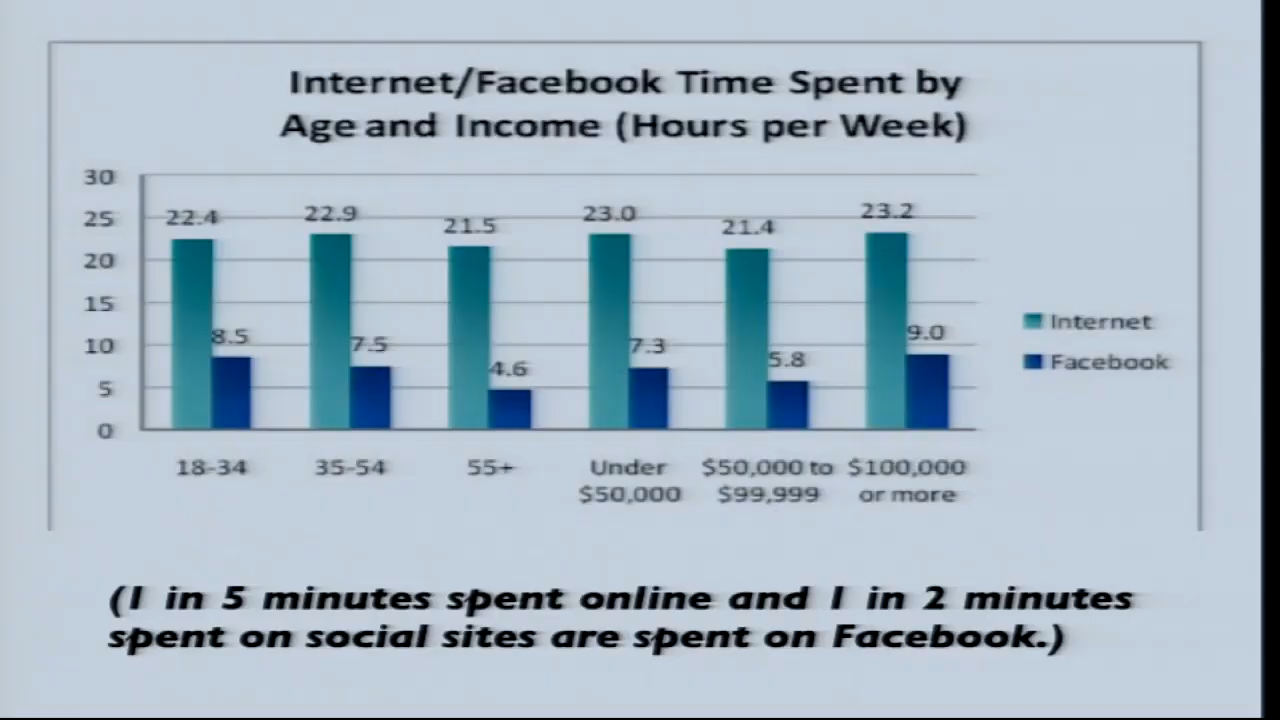 Internet/Facebook Time Spent by
Age and Income (Hours per Week)
30
25
20
15
10
5
0
22.4
8.5
22.9
7.5
21.5
4.6
23.0
7.3
21.4
5.8
23.2
9.0
18-34
35-54
55+
Under
$50,000
$50,000 to
$99,999
$100,000
or more
Internet
Facebook
(1 in 5 minutes spent online and 1 in 2 minutes
spent on social sites are spent on Facebook.)